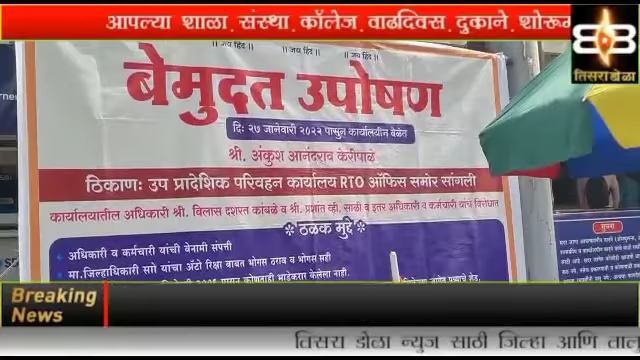 आपल्या शाळा. संस्था. कॉलेज. वाढदिवस. दुकाने. शोरूम
तिसरा डोळा
॥ जय हिंद ॥ ॥ जय हिंद ॥ ॥ जय हिंद ॥
बेमुदत उपोषण
दि: २७ जानेवारी २०२२ पासुन कार्यालयीन वेळेत
श्री. अंकुश आनंदराव केरीपाळे
ठिकाण: उप प्रादेशिक परिवहन कार्यालय RTO ऑफिस समोर सांगली
कार्यालयातील अधिकारी श्री. विलास दशरत कांबळे व श्री. प्रशांत व्ही. साळी व इतर अधिकारी व कर्मचारी यांचे विरोधात
ठळक मुद्दे
अधिकारी व कर्मचारी यांची बेनामी संपत्ती
मा.जिल्हाधिकारी सो यांचा ॲटो रिक्षा बाबत भोगस ठराव व भोगस सही
सूचना
Breaking
News
तिसरा डोळा न्यूज साठी जिल्हा आणि तालु